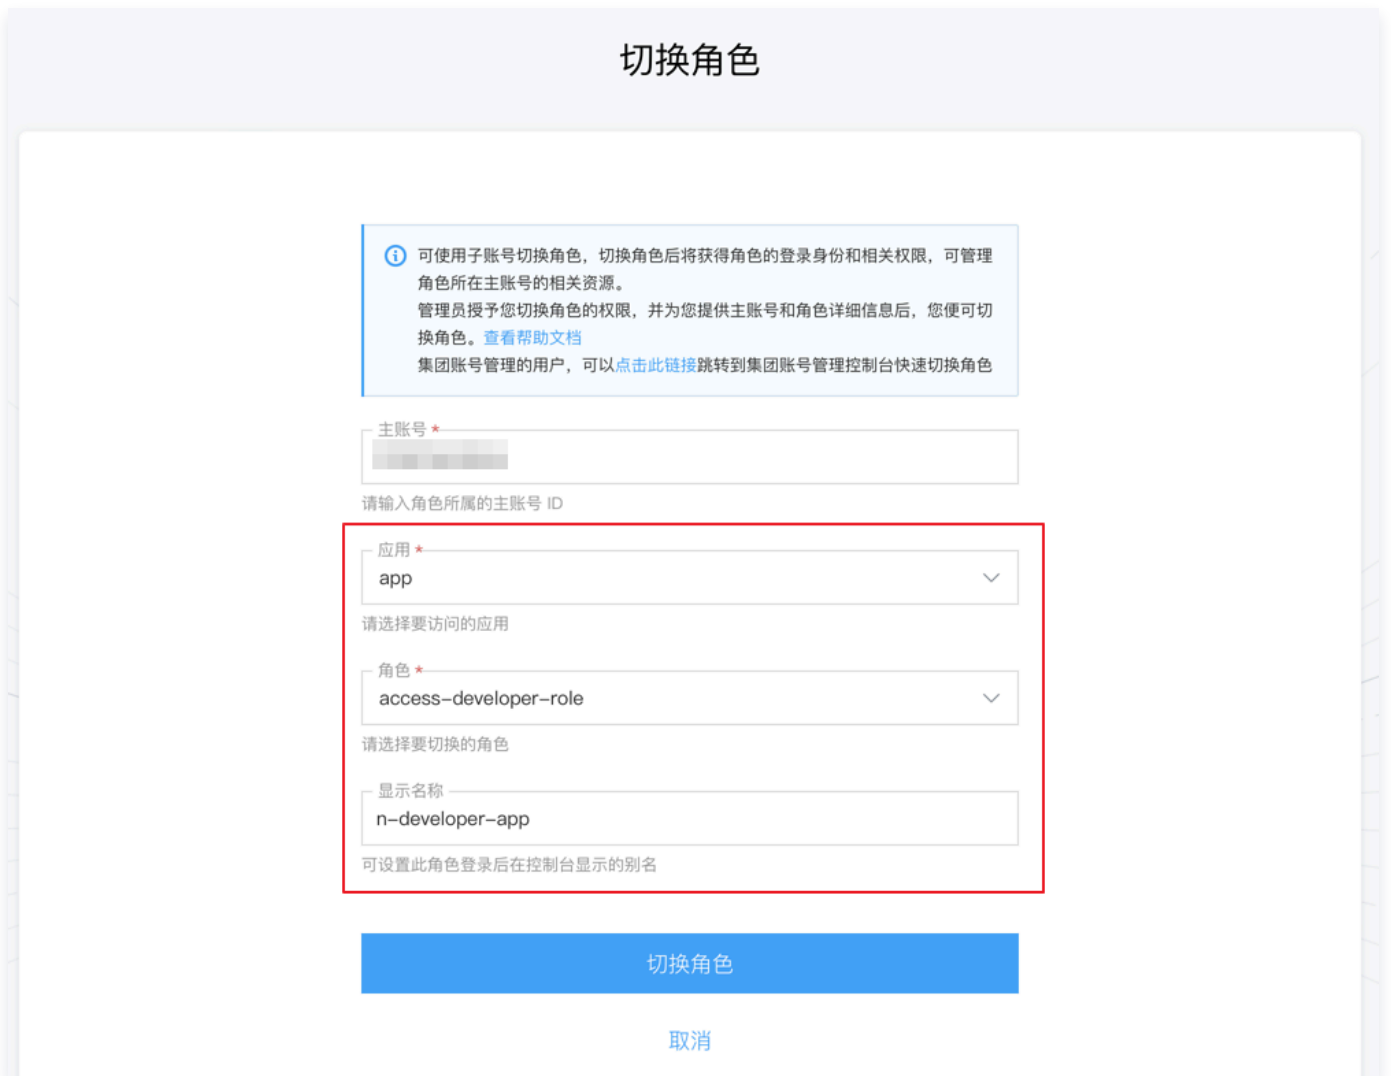 切换角色
可使用子账号切换角色，切换角色后将获得角色的登录身份和相关权限，可管理
角色所在主账号的相关资源。
管理员授予您切换角色的权限，并为您提供主账号和角色详细信息后，您便可切
换角色。查看帮助文档
集团账号管理的用户，可以点击此链接跳转到集团账号管理控制台快速切换角色
主账号 *
请输入角色所属的主账号 ID
应用 *
app
请选择要访问的应用
角色 *
access-developer-role
请选择要切换的角色
显示名称
n-developer-app
可设置此角色登录后在控制台显示的别名
切换角色
取消